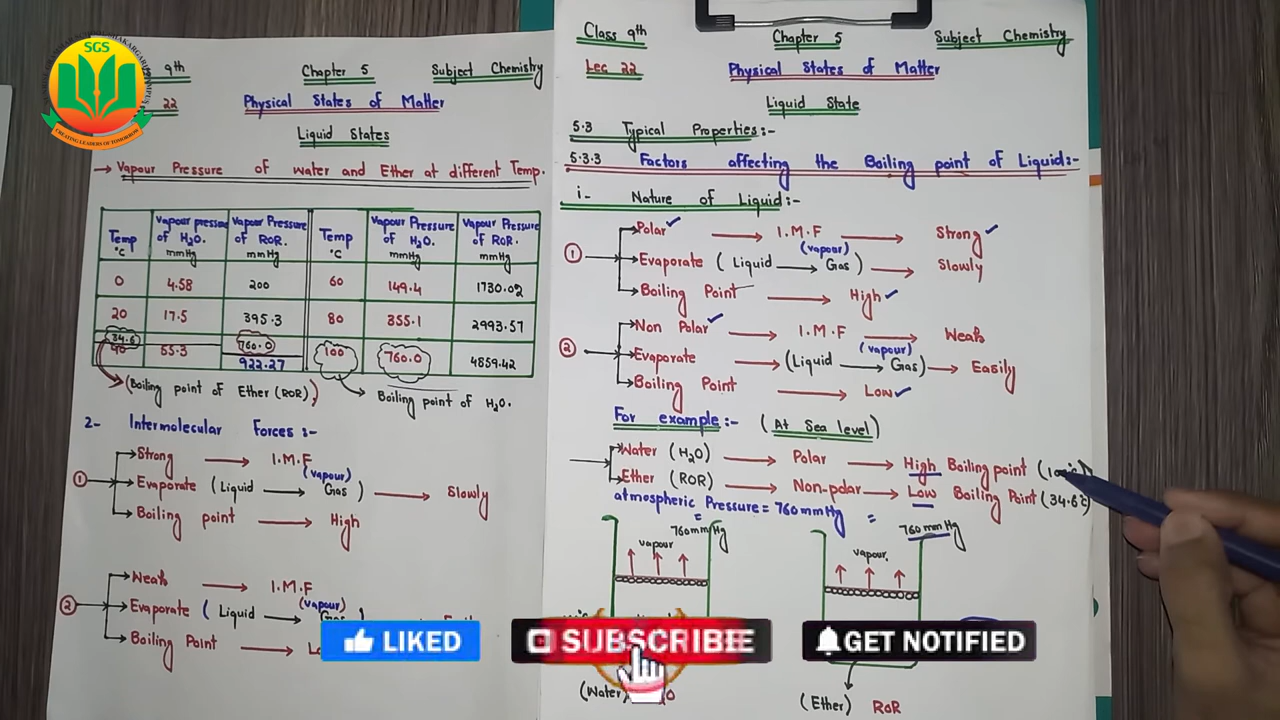 SGS
CREATING LEADERS OF TOMORROW
9th Chapter 5 Subject Chemistry
22 Physical States of Matter
Liquid States
→ Vapour Pressure of water and Ether at different Temp.
Temp °C Vapour pressure of H₂O. mmHg Vapour Pressure of ROR. mmHg Temp °C Vapour Pressure of H₂O. mmHg Vapour Pressure of ROR. mmHg
0 4.58 200 60 149.4 1730.02
20 17.5 395.3 80 355.1 2993.57
34.6 760.0
40 55.3 922.27 100 760.0 4859.42
(Boiling point of Ether (ROR)) Boiling point of H₂O.
2- Intermolecular Forces:-
① Strong → I.M.F
Evaporate (Liquid → Gas) (vapour) → Slowly
Boiling point → High
② Weak → I.M.F
Evaporate (Liquid → Gas (vapour)
Boiling Point →
Class 9th Chapter 5 Subject Chemistry
Lec 22 Physical States of Matter
Liquid State
5.3 Typical Properties:-
5.3.3 Factors affecting the Boiling point of Liquid:-
i- Nature of Liquid:-
① Polar ✓ → I.M.F → Strong ✓
Evaporate (Liquid → Gas) (vapour) → Slowly
Boiling Point → High ✓
② Non Polar ✓ → I.M.F → Weak
Evaporate → (Liquid → Gas) (vapour) → Easily
Boiling Point → Low ✓
For example:- (At Sea level)
Water (H₂O) → Polar → High Boiling point
Ether (ROR) → Non-polar → Low Boiling Point (34.6°C)
atmospheric Pressure = 760 mmHg =
= 760mmHg 760 mm Hg
vapour vapour
(Water) (Ether) ROR
LIKED
SUBSCRIBE
GET NOTIFIED